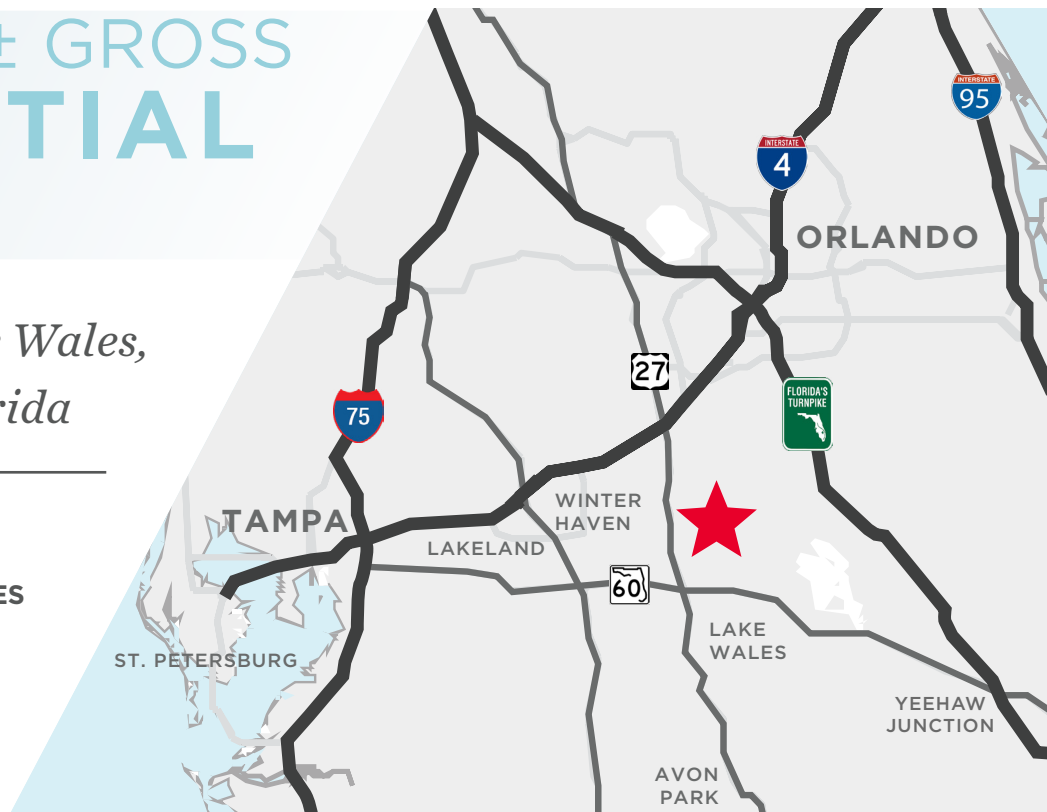 ± GROSS
TIAL
Wales,
rida
ES
INTERSTATE
95
INTERSTATE
4
ORLANDO
27
FLORIDA'S
TURNPIKE
75
WINTER
HAVEN
TAMPA
LAKELAND
60
LAKE
WALES
ST. PETERSBURG
YEEHAW
JUNCTION
AVON
PARK